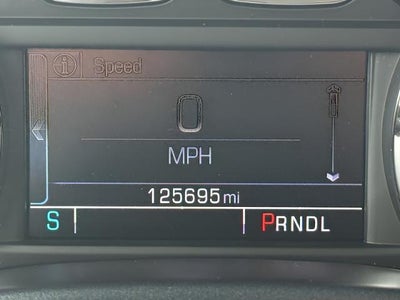 i Speed
0
MPH
125695 mi
S PRNDL